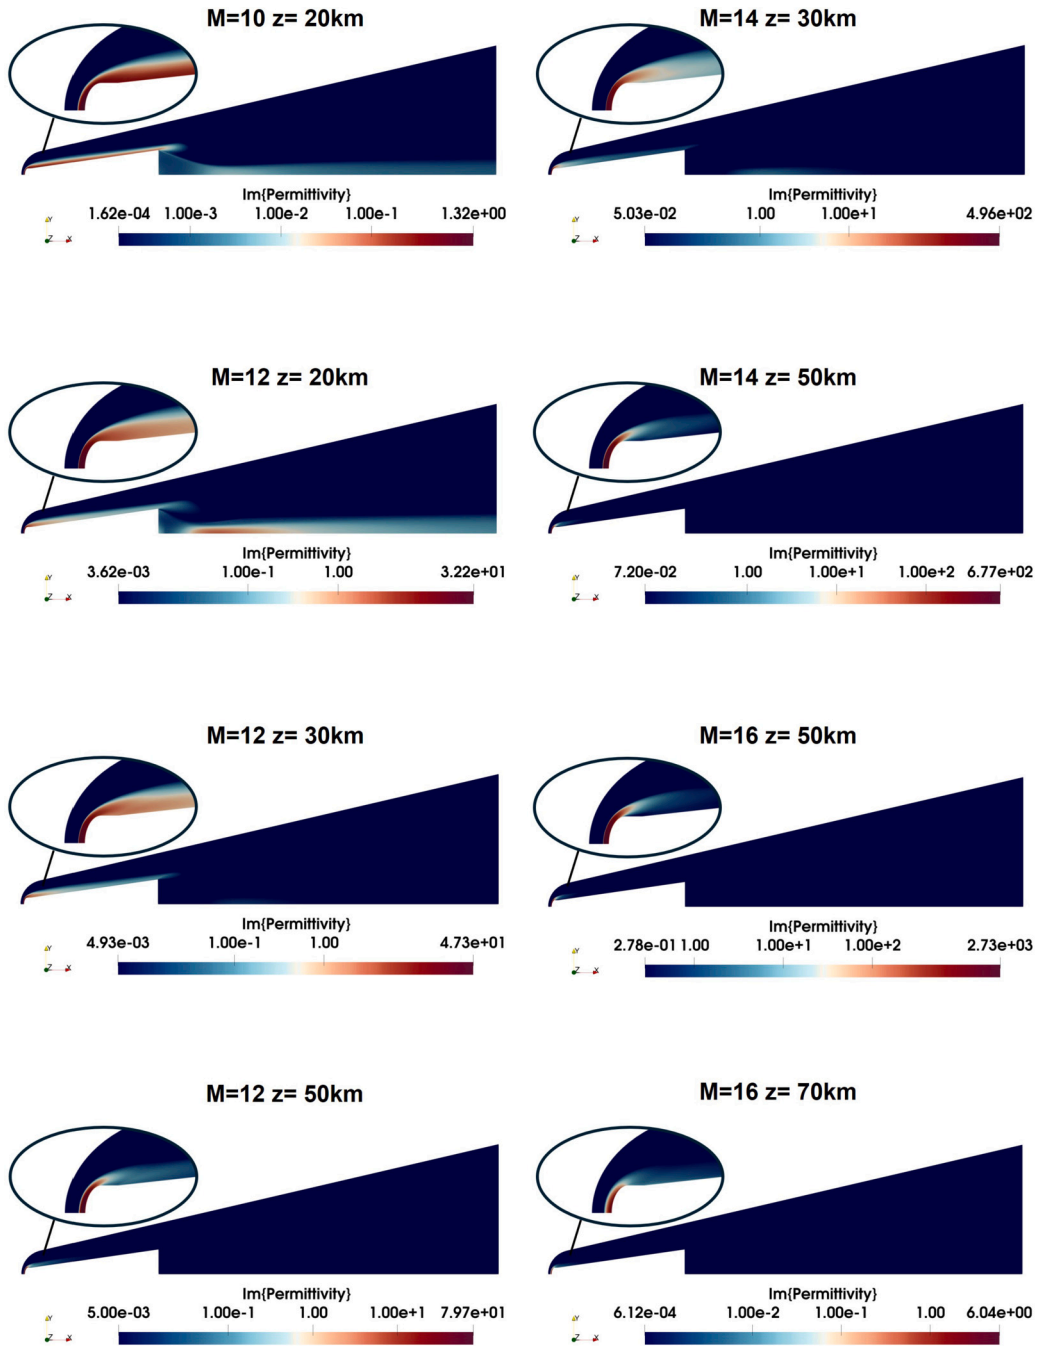 M=10 z= 20km
Im{Permittivity}
1.62e-04 1.00e-3 1.00e-2 1.00e-1 1.32e+00
Y
Z X
M=14 z= 30km
Im{Permittivity}
5.03e-02 1.00 1.00e+1 4.96e+02
Y
Z X
M=12 z= 20km
Im{Permittivity}
3.62e-03 1.00e-1 1.00 3.22e+01
Y
Z X
M=14 z= 50km
Im{Permittivity}
7.20e-02 1.00 1.00e+1 1.00e+2 6.77e+02
Y
Z X
M=12 z= 30km
Im{Permittivity}
4.93e-03 1.00e-1 1.00 4.73e+01
Y
Z X
M=16 z= 50km
Im{Permittivity}
2.78e-01 1.00 1.00e+1 1.00e+2 2.73e+03
Y
Z X
M=12 z= 50km
Im{Permittivity}
5.00e-03 1.00e-1 1.00 1.00e+1 7.97e+01
Y
Z X
M=16 z= 70km
Im{Permittivity}
6.12e-04 1.00e-2 1.00e-1 1.00 6.04e+00
Y
Z X